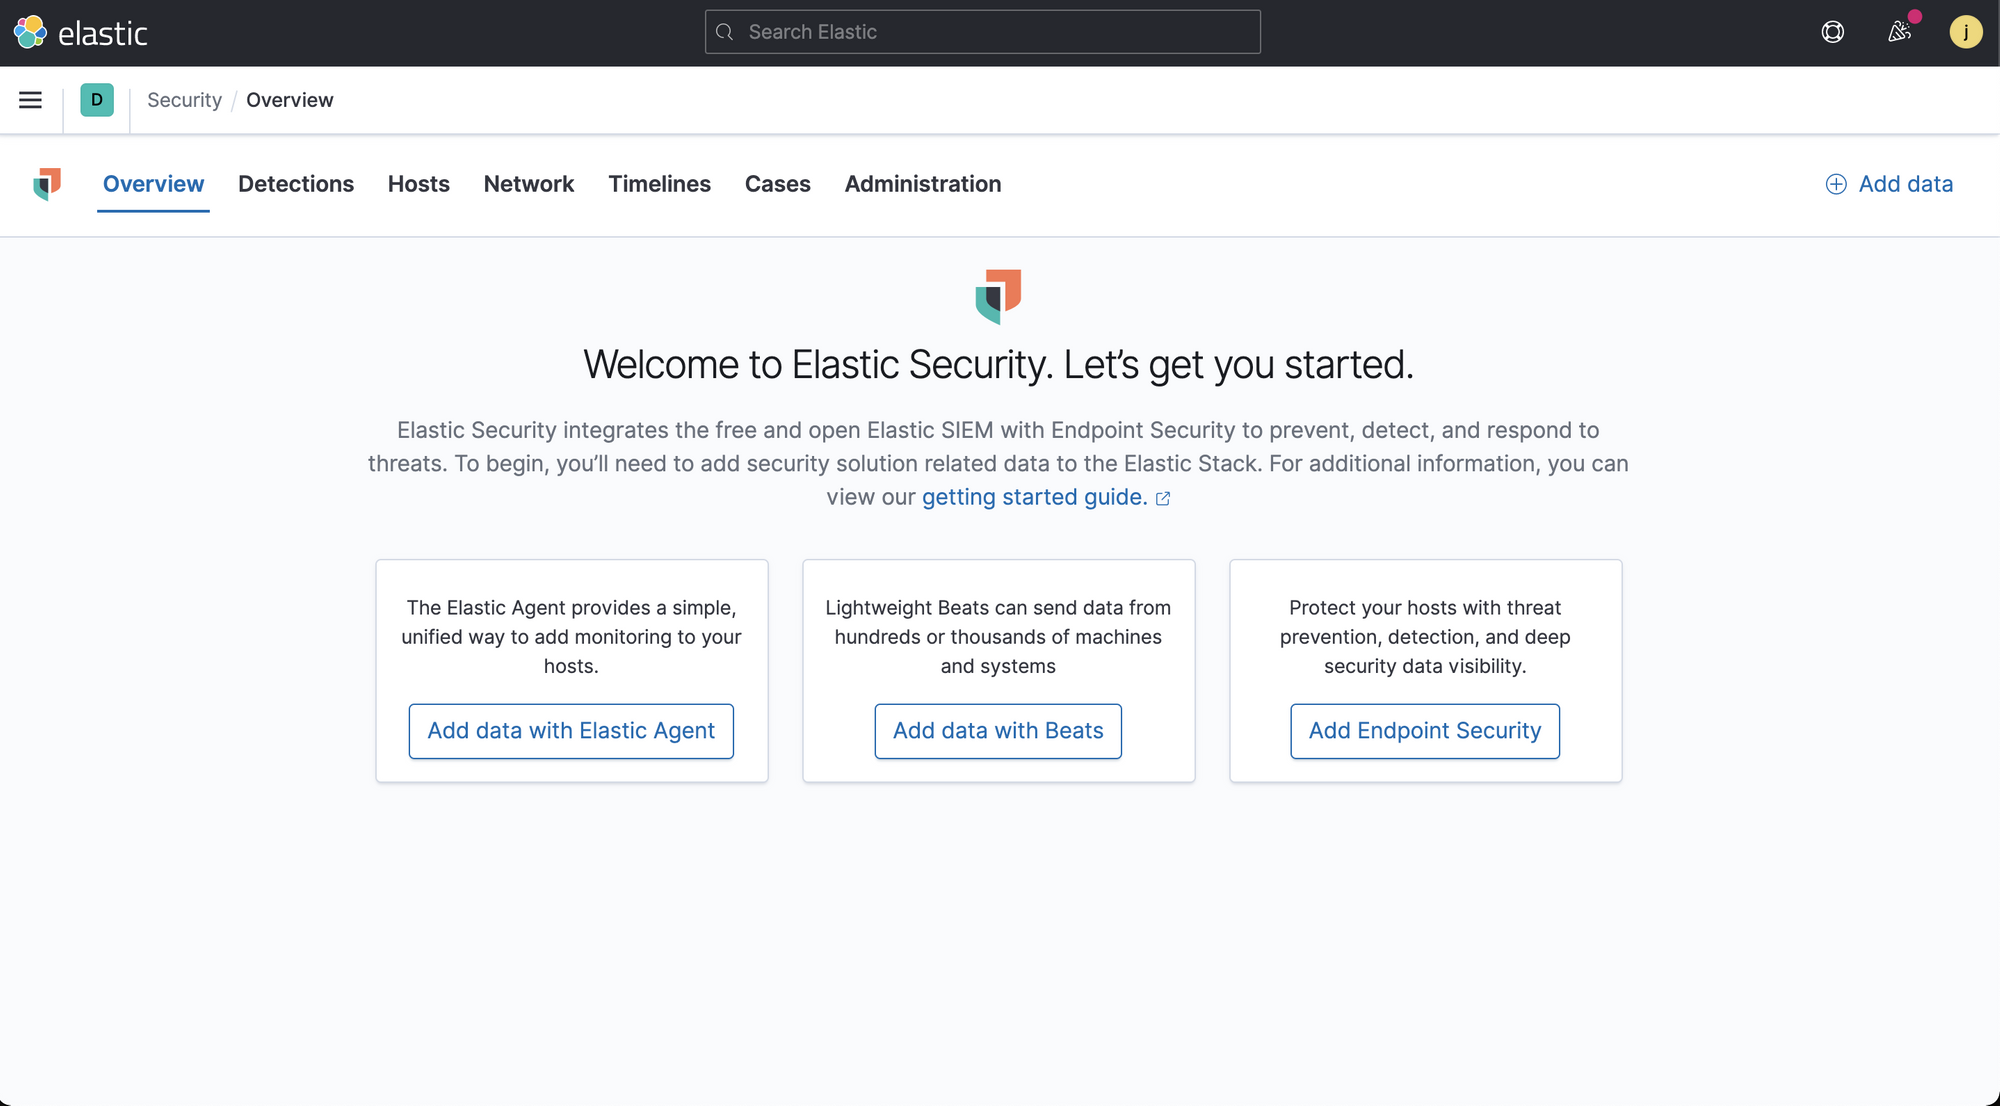 elastic
Search Elastic
j
D
Security / Overview
Overview Detections Hosts Network Timelines Cases Administration Add data
Welcome to Elastic Security. Let’s get you started.
Elastic Security integrates the free and open Elastic SIEM with Endpoint Security to prevent, detect, and respond to
threats. To begin, you’ll need to add security solution related data to the Elastic Stack. For additional information, you can
view our getting started guide.
The Elastic Agent provides a simple,
unified way to add monitoring to your
hosts.
Add data with Elastic Agent
Lightweight Beats can send data from
hundreds or thousands of machines
and systems
Add data with Beats
Protect your hosts with threat
prevention, detection, and deep
security data visibility.
Add Endpoint Security